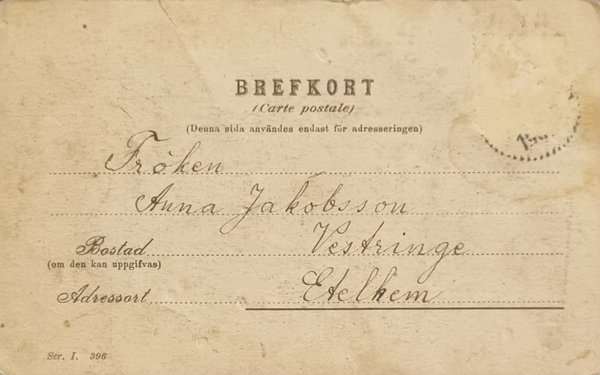 BREFKORT
(Carte postale)
(Denna sida användes endast för adresseringen)
Fröken
Anna Jakobsson
Bostad Vestringe
(om den kan uppgifvas)
Adressort Etelhem
Ser. I. 396